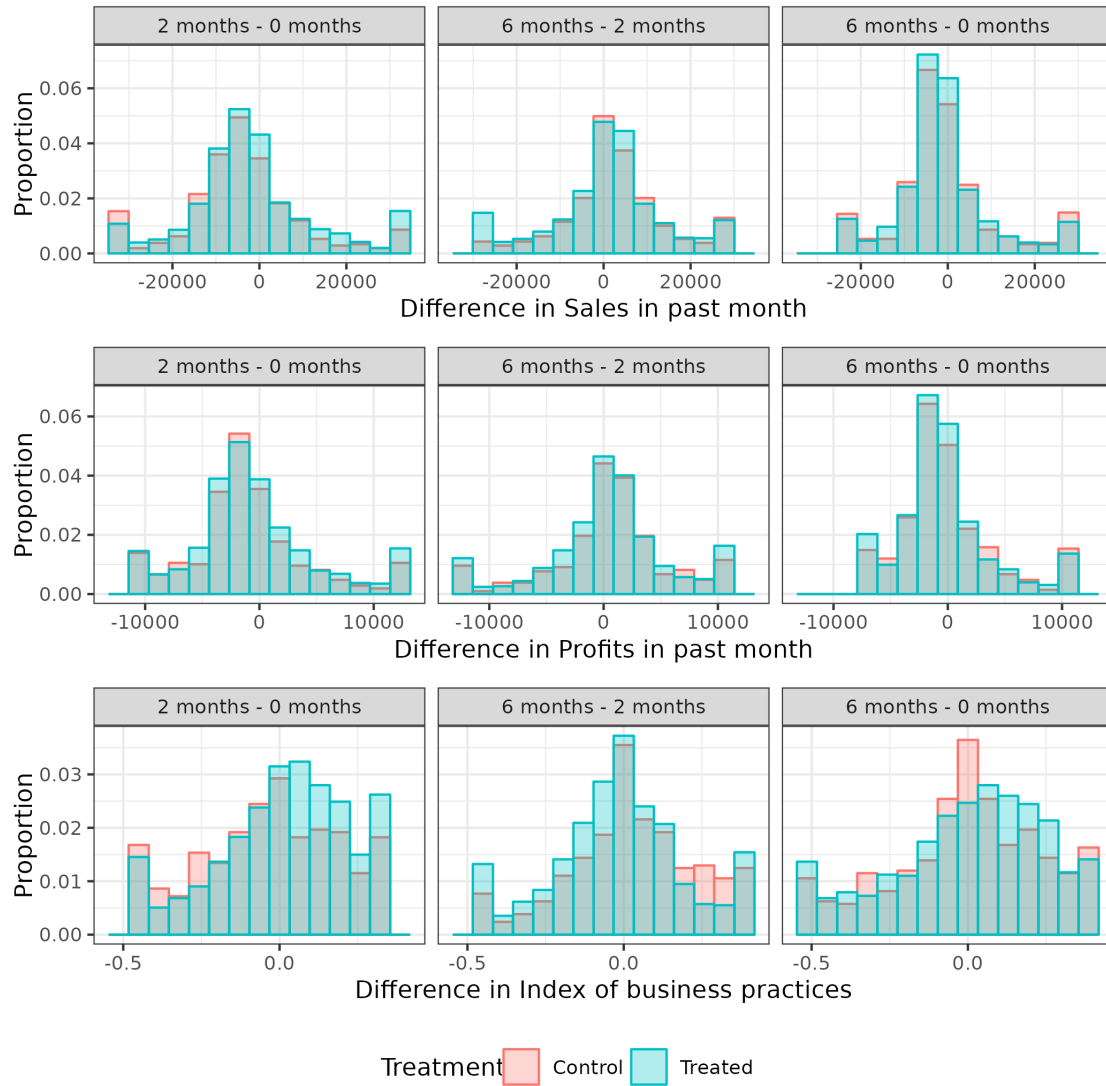 2 months - 0 months 6 months - 2 months 6 months - 0 months
0.06
0.04
0.02
0.00
Proportion
-20000 0 20000 -20000 0 20000 -20000 0 20000
Difference in Sales in past month
2 months - 0 months 6 months - 2 months 6 months - 0 months
0.06
0.04
0.02
0.00
Proportion
-10000 0 10000 -10000 0 10000 -10000 0 10000
Difference in Profits in past month
2 months - 0 months 6 months - 2 months 6 months - 0 months
0.03
0.02
0.01
0.00
Proportion
-0.5 0.0 -0.5 0.0 -0.5 0.0
Difference in Index of business practices
Treatment Control Treated